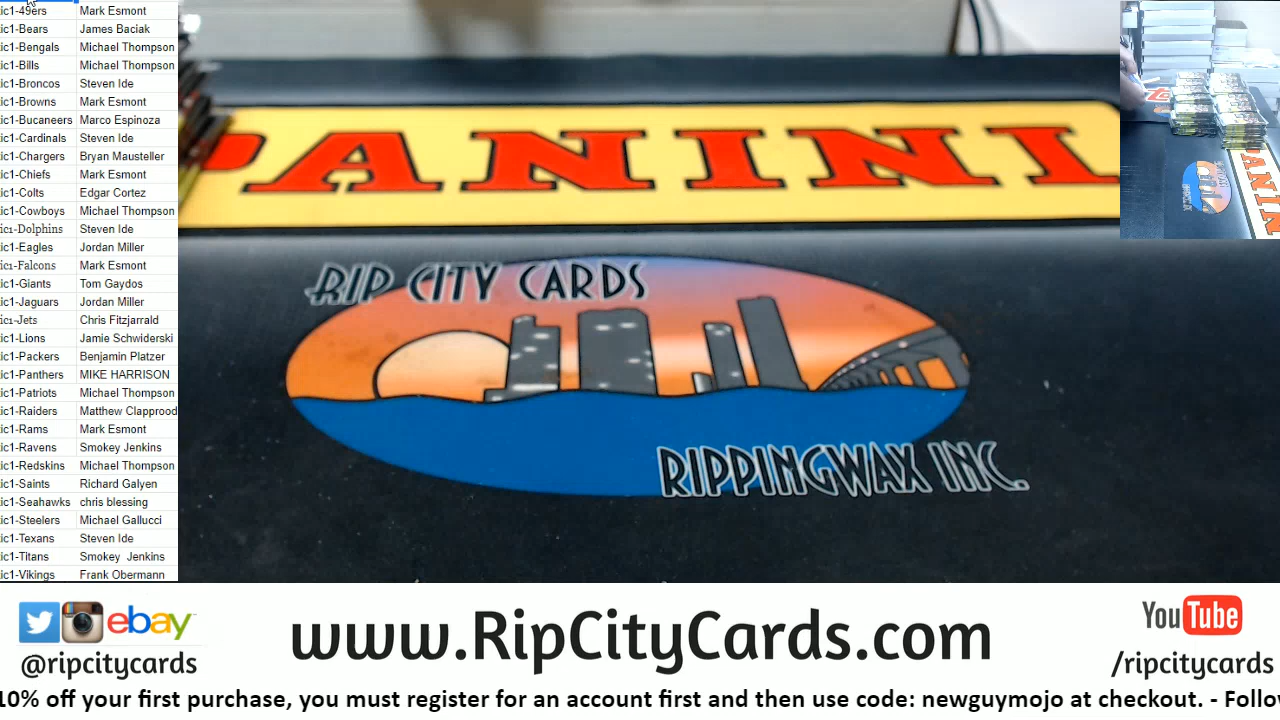 ic1-49ers Mark Esmont
ic1-Bears James Baciak
ic1-Bengals Michael Thompson
ic1-Bills Michael Thompson
ic1-Broncos Steven Ide
ic1-Browns Mark Esmont
ic1-Bucaneers Marco Espinoza
ic1-Cardinals Steven Ide
ic1-Chargers Bryan Mausteller
ic1-Chiefs Mark Esmont
ic1-Colts Edgar Cortez
ic1-Cowboys Michael Thompson
ic1-Dolphins Steven Ide
ic1-Eagles Jordan Miller
ic1-Falcons Mark Esmont
ic1-Giants Tom Gaydos
ic1-Jaguars Jordan Miller
ic1-Jets Chris Fitzjarrald
ic1-Lions Jamie Schwiderski
ic1-Packers Benjamin Platzer
ic1-Panthers MIKE HARRISON
ic1-Patriots Michael Thompson
ic1-Raiders Matthew Clapprood
ic1-Rams Mark Esmont
ic1-Ravens Smokey Jenkins
ic1-Redskins Michael Thompson
ic1-Saints Richard Galyen
ic1-Seahawks chris blessing
ic1-Steelers Michael Gallucci
ic1-Texans Steven Ide
ic1-Titans Smokey Jenkins
ic1-Vikings Frank Obermann
PANINI
RIP CITY CARDS
RIPPINGWAX INC.
PANINI
ebay
@ripcitycards
www.RipCityCards.com
YouTube
/ripcitycards
10% off your first purchase, you must register for an account first and then use code: newguymojo at checkout. - Follo